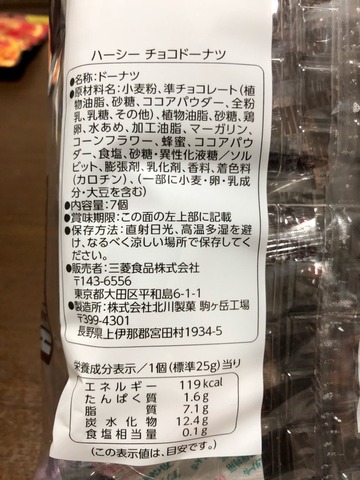 ハーシー チョコドーナツ
●名称:ドーナツ
●原材料名:小麦粉、準チョコレート(植
物油脂、砂糖、ココアパウダー、全粉
乳、乳糖、その他)、植物油脂、砂糖、鶏
卵、水あめ、加工油脂、マーガリン、
コーンフラワー、蜂蜜、ココアパウ
ダー、食塩、砂糖・異性化液糖/ソル
ビット、膨張剤、乳化剤、香料、着色料
(カロチン)、(一部に小麦・卵・乳成
分・大豆を含む)
●内容量:7個
●賞味期限:この面の左上部に記載
●保存方法:直射日光、高温多湿を避
け、なるべく涼しい場所で保存してく
ださい。
●販売者:三菱食品株式会社
〒143-6556
東京都大田区平和島6-1-1
●製造所:株式会社北川製菓 駒ヶ岳工場
〒399-4301
長野県上伊那郡宮田村1934-5
栄養成分表示/1個(標準25g)当り
エネルギー 119kcal
たんぱく質 1.6g
脂質 7.1g
炭水化物 12.4g
食塩相当量 0.1g
(この表示値は、目安です。)